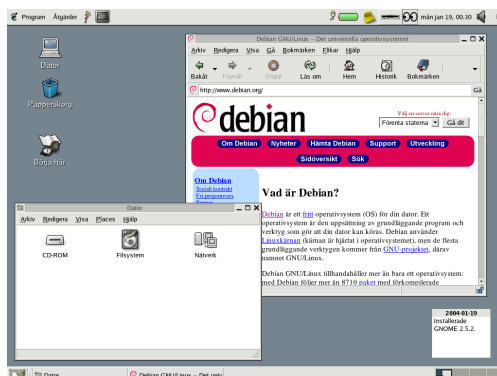 Program Åtgärder
mån jan 19, 00.30
Dator
Papperskorg
Börja här
Debian GNU/Linux -- Det universella operativsystemet
Arkiv Redigera Visa Gå Bokmärken Flikar Hjälp
Bakåt Framåt Stopp Läs om Hem Historik Bokmärken
http://www.debian.org/ Gå
debian
Välj en server nära dig:
Förenta staterna Gå dit
Om Debian Nyheter Hämta Debian Support Utveckling
Sidöversikt Sök
Om Debian
Socialt kontrakt
Fri programvara
Vad är Debian?
Debian är ett fritt operativsystem (OS) för din dator. Ett
operativsystem är den uppsättning av grundläggande program och
verktyg som gör att din dator kan köras. Debian använder
Linuxkärnan (kärnan är hjärtat i operativsystemet), men de flesta
grundläggande verktygen kommer från GNU-projektet, därav
namnet GNU/Linux.
Debian GNU/Linux tillhandahåller mer än bara ett operativsystem:
med Debian följer mer än 8710 paket med förkompilerade
Dator
Arkiv Redigera Visa Places Hjälp
CD-ROM Filsystem Nätverk
2004-01-19
Installerade
GNOME 2.5.2.
Dator
Debian GNU/Linux -- Det univ